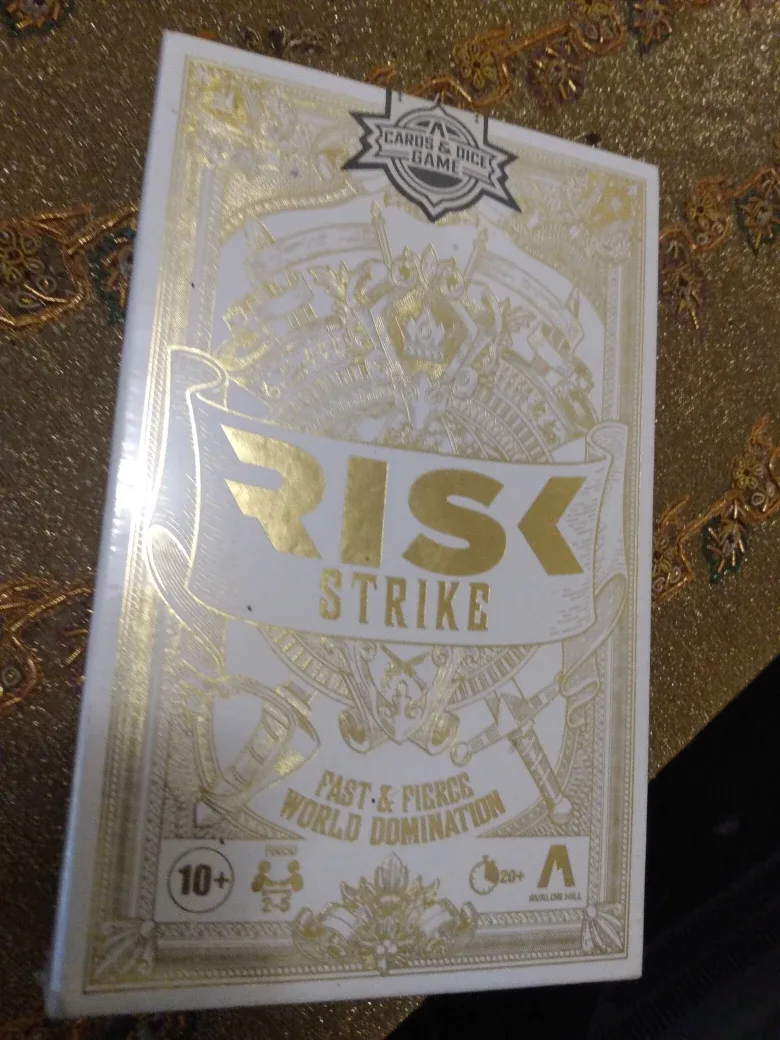 CARDS & DICE
GAME
RISK
STRIKE
FAST & FIERCE
WORLD DOMINATION
10+
2-5
20+
AVALON HILL